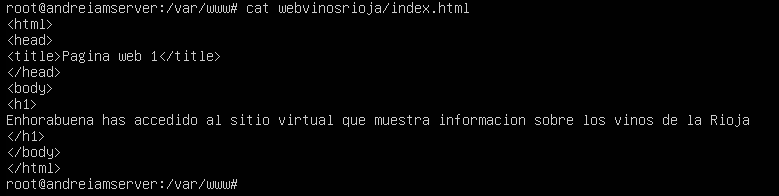 root@andreiamserver:/var/www# cat webvinosrioja/index.html
<html>
<head>
<title>Pagina web 1</title>
</head>
<body>
<h1>
Enhorabuena has accedido al sitio virtual que muestra informacion sobre los vinos de la Rioja
</h1>
</body>
</html>
root@andreiamserver:/var/www#